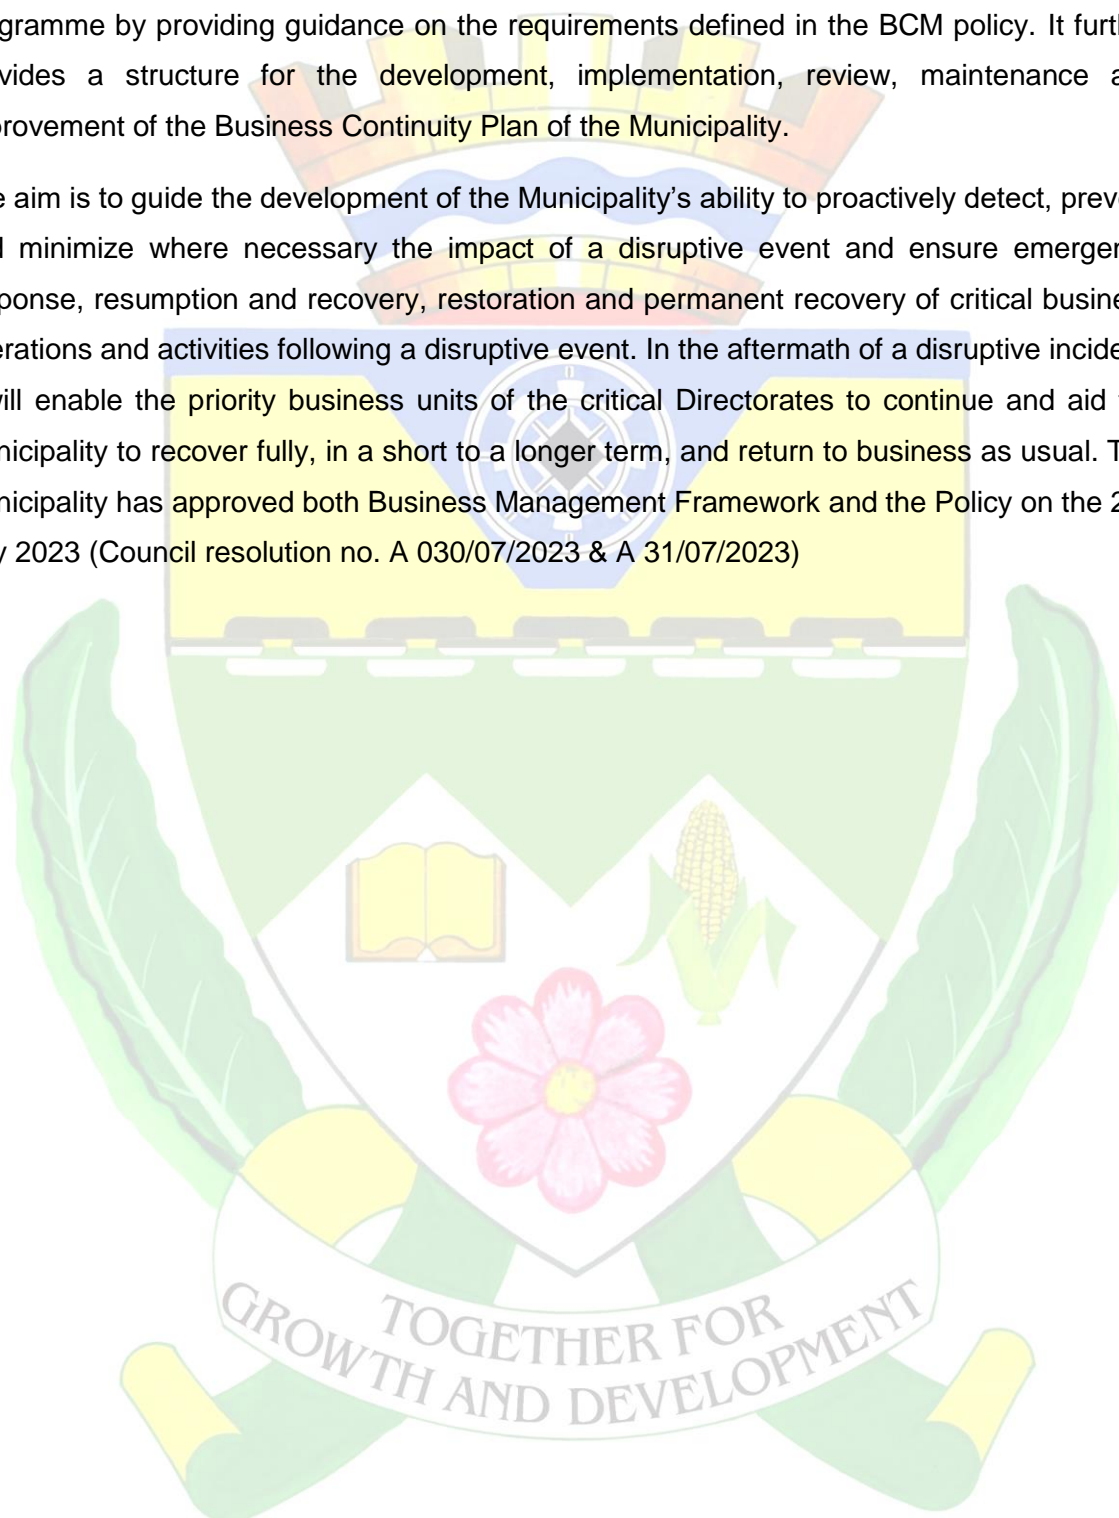 gramme by providing guidance on the requirements defined in the BCM policy. It furth
vides a structure for the development, implementation, review, maintenance a
provement of the Business Continuity Plan of the Municipality.
e aim is to guide the development of the Municipality's ability to proactively detect, preve
d minimize where necessary the impact of a disruptive event and ensure emergen
ponse, resumption and recovery, restoration and permanent recovery of critical busine
erations and activities following a disruptive event. In the aftermath of a disruptive incide
will enable the priority business units of the critical Directorates to continue and aid
nicipality to recover fully, in a short to a longer term, and return to business as usual. T
nicipality has approved both Business Management Framework and the Policy on the 2
y 2023 (Council resolution no. A 030/07/2023 & A 31/07/2023)
TOGETHER FOR
GROWTH AND DEVELOPMENT